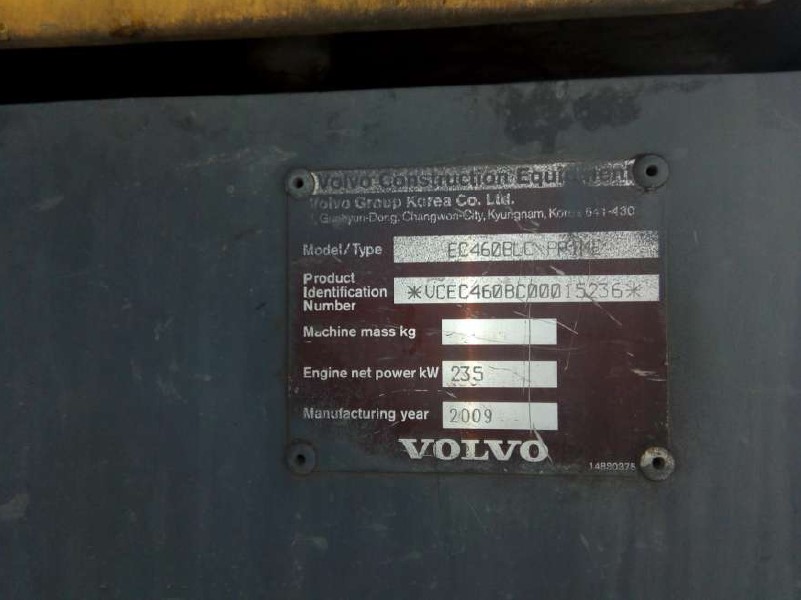 Volvo Construction Equipment
Volvo Group Korea Co. Ltd.
Changwon-City, Kyungnam, Korea 641-430
Model/Type EC460BLC PRIME
Product
Identification *VCEC460BC00015236*
Number
Machine mass kg
Engine net power kW 235
Manufacturing year 2009
VOLVO